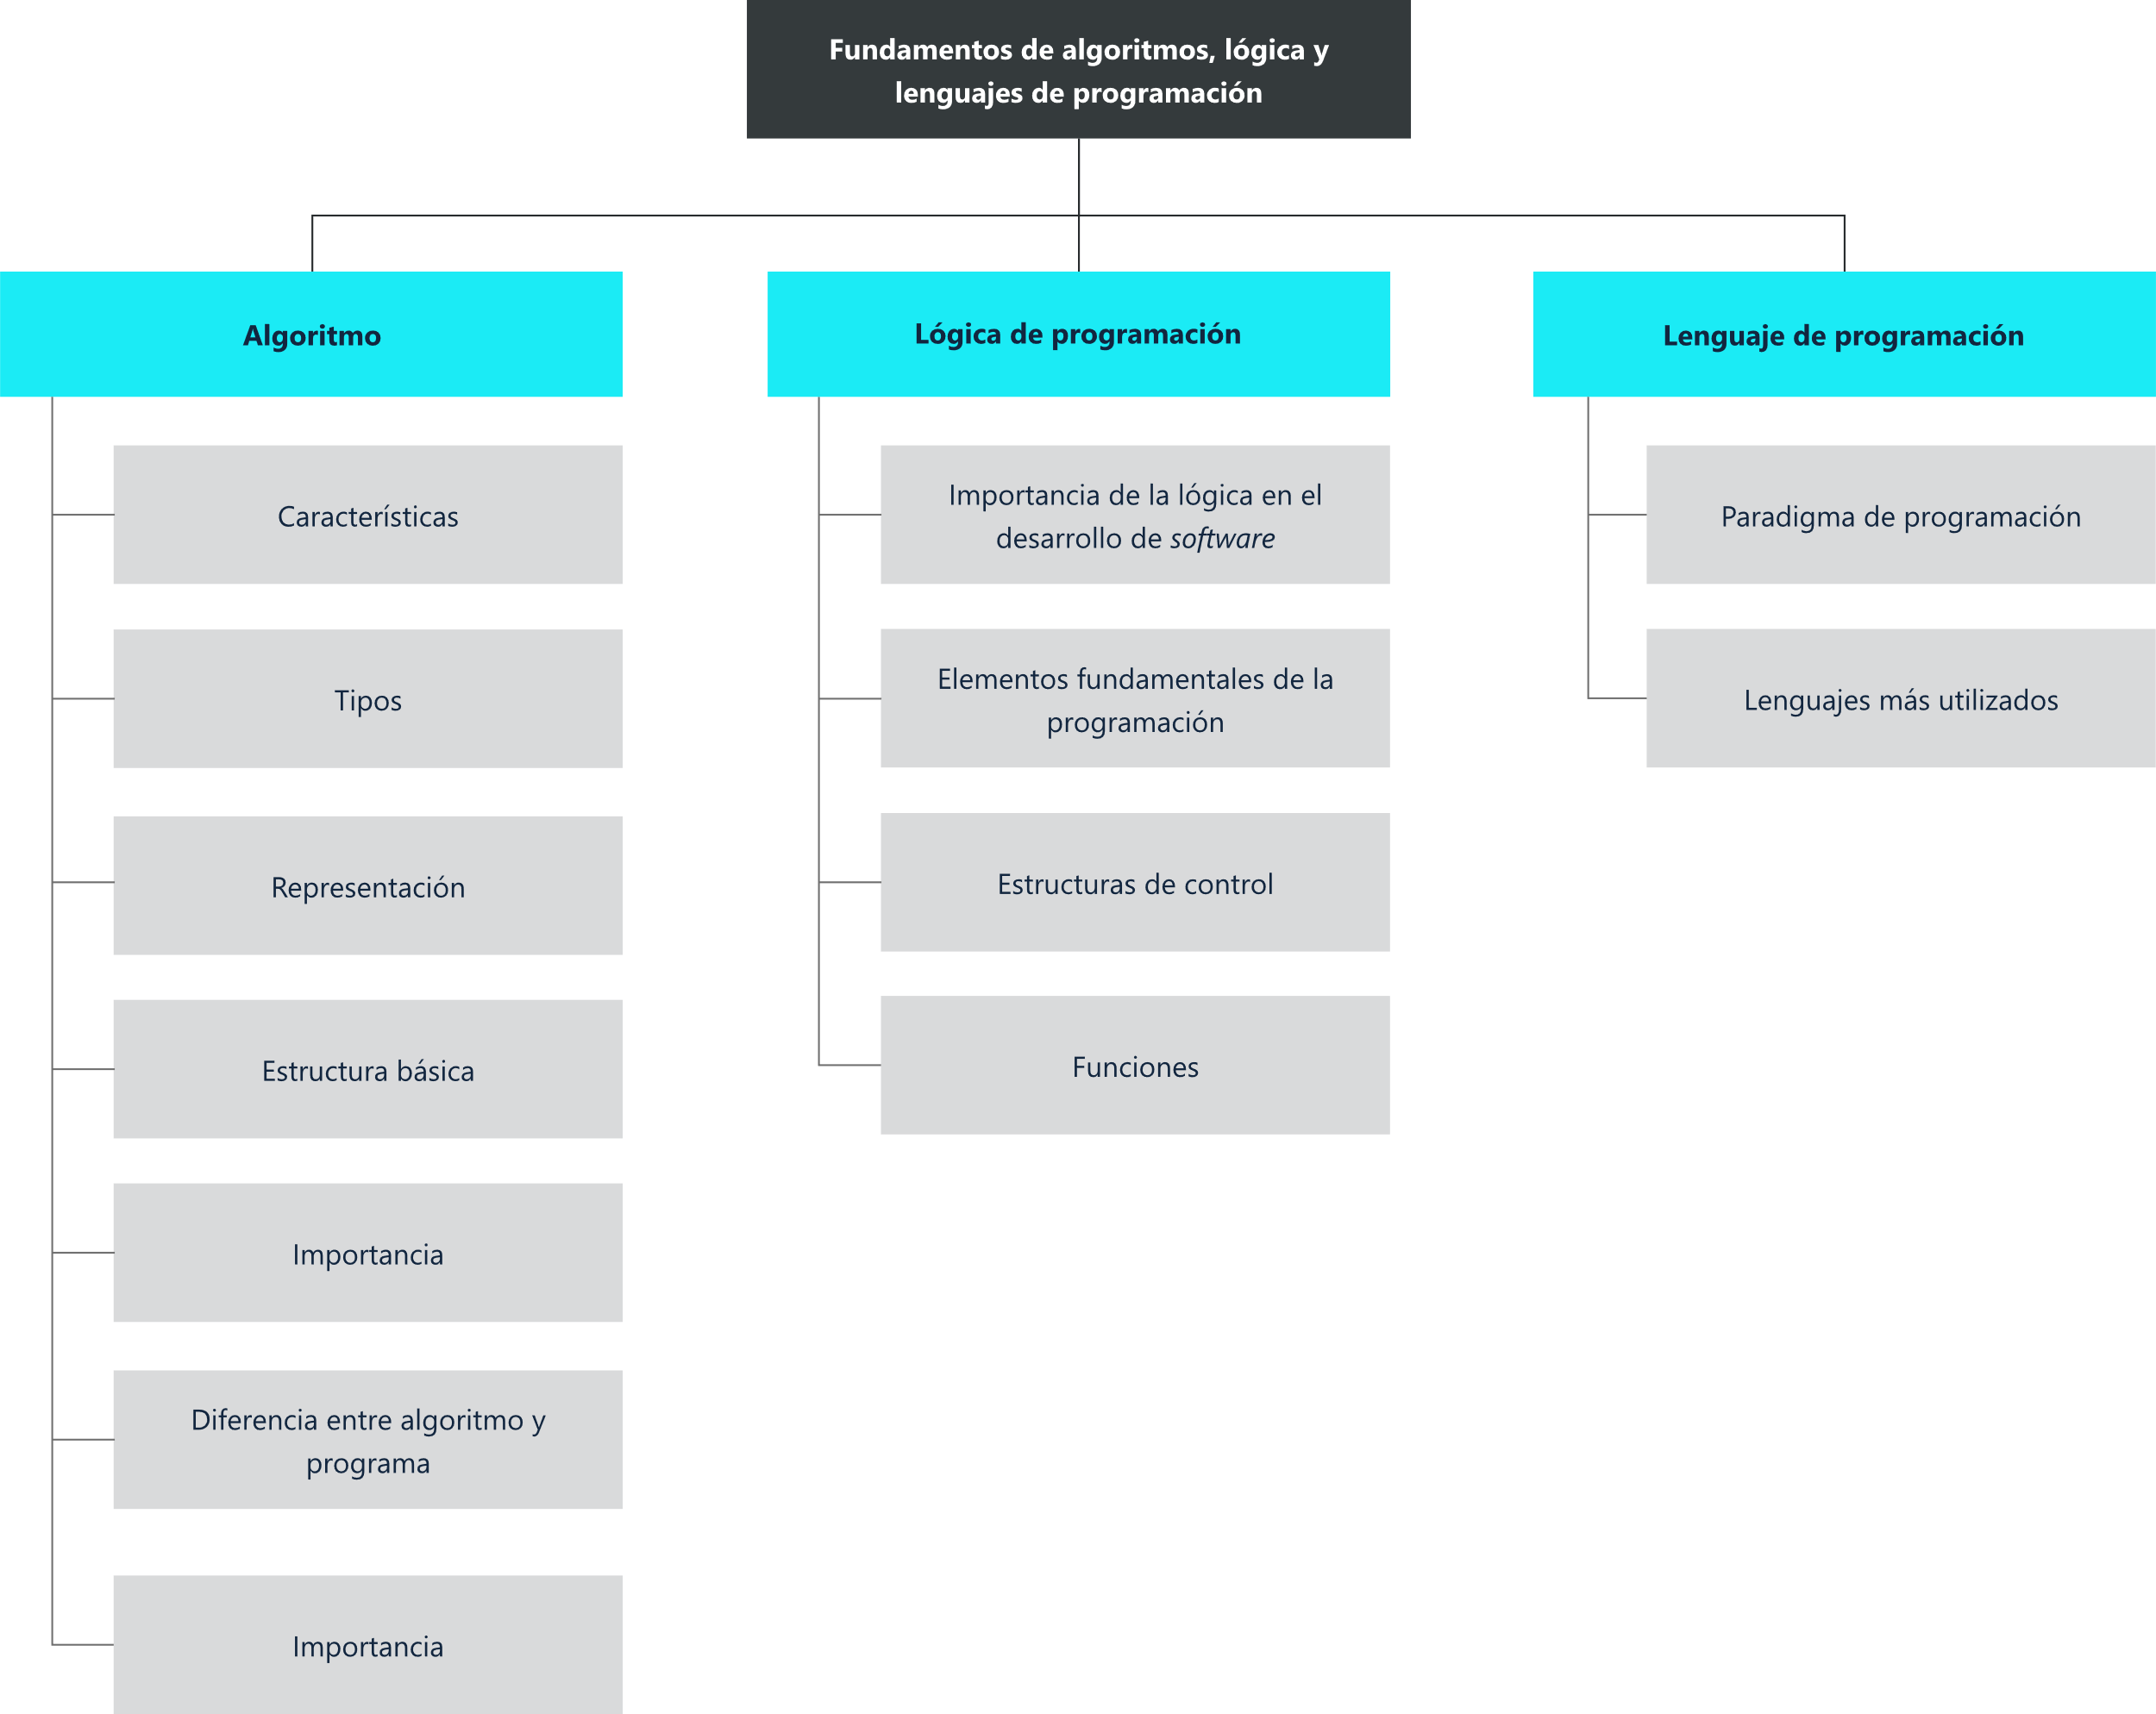 Fundamentos de algoritmos, lógica y
lenguajes de programación
Algoritmo
Características
Tipos
Representación
Estructura básica
Importancia
Diferencia entre algoritmo y
programa
Importancia
Lógica de programación
Importancia de la lógica en el
desarrollo de software
Elementos fundamentales de la
programación
Estructuras de control
Funciones
Lenguaje de programación
Paradigma de programación
Lenguajes más utilizados